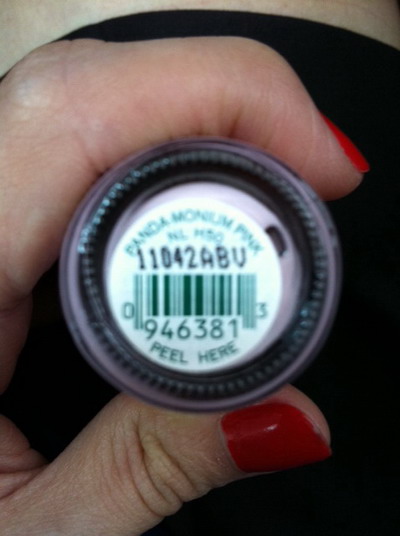 PANDA-MONIUM PINK
NL H50
11042ABU
0 946381 3
PEEL HERE